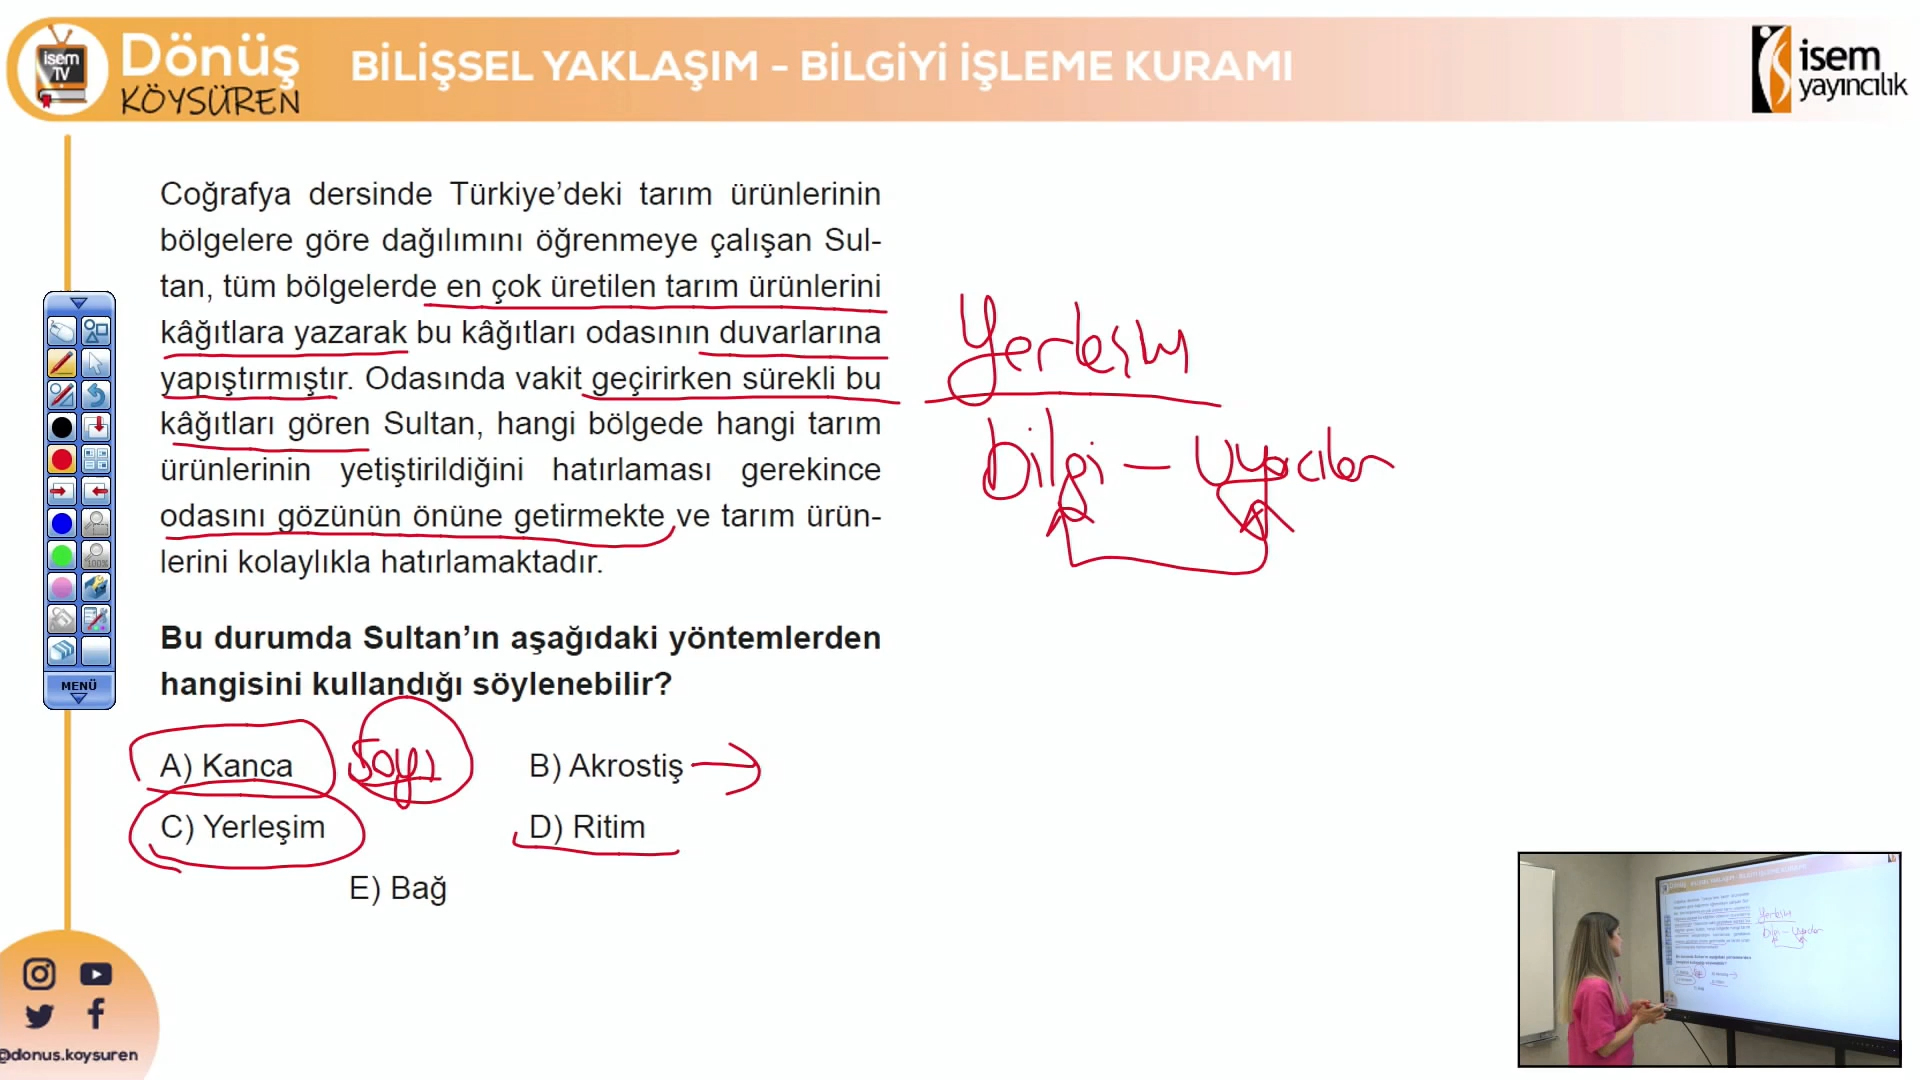 isem
TV
Dönüş
KÖYSÜREN
BİLİŞSEL YAKLAŞIM - BİLGİYİ İŞLEME KURAMI
isem
yayıncılık
Coğrafya dersinde Türkiye’deki tarım ürünlerinin
bölgelere göre dağılımını öğrenmeye çalışan Sul-
tan, tüm bölgelerde en çok üretilen tarım ürünlerini
kâğıtlara yazarak bu kâğıtları odasının duvarlarına
yapıştırmıştır. Odasında vakit geçirirken sürekli bu
kâğıtları gören Sultan, hangi bölgede hangi tarım
ürünlerinin yetiştirildiğini hatırlaması gerekince
odasını gözünün önüne getirmekte ve tarım ürün-
lerini kolaylıkla hatırlamaktadır.
Yerleşim
bilgi – uyarıcılar
Bu durumda Sultan’ın aşağıdaki yöntemlerden
hangisini kullandığı söylenebilir?
A) Kanca
Sayı
B) Akrostiş
C) Yerleşim
D) Ritim
E) Bağ
MENÜ
100%
@donus.koysuren